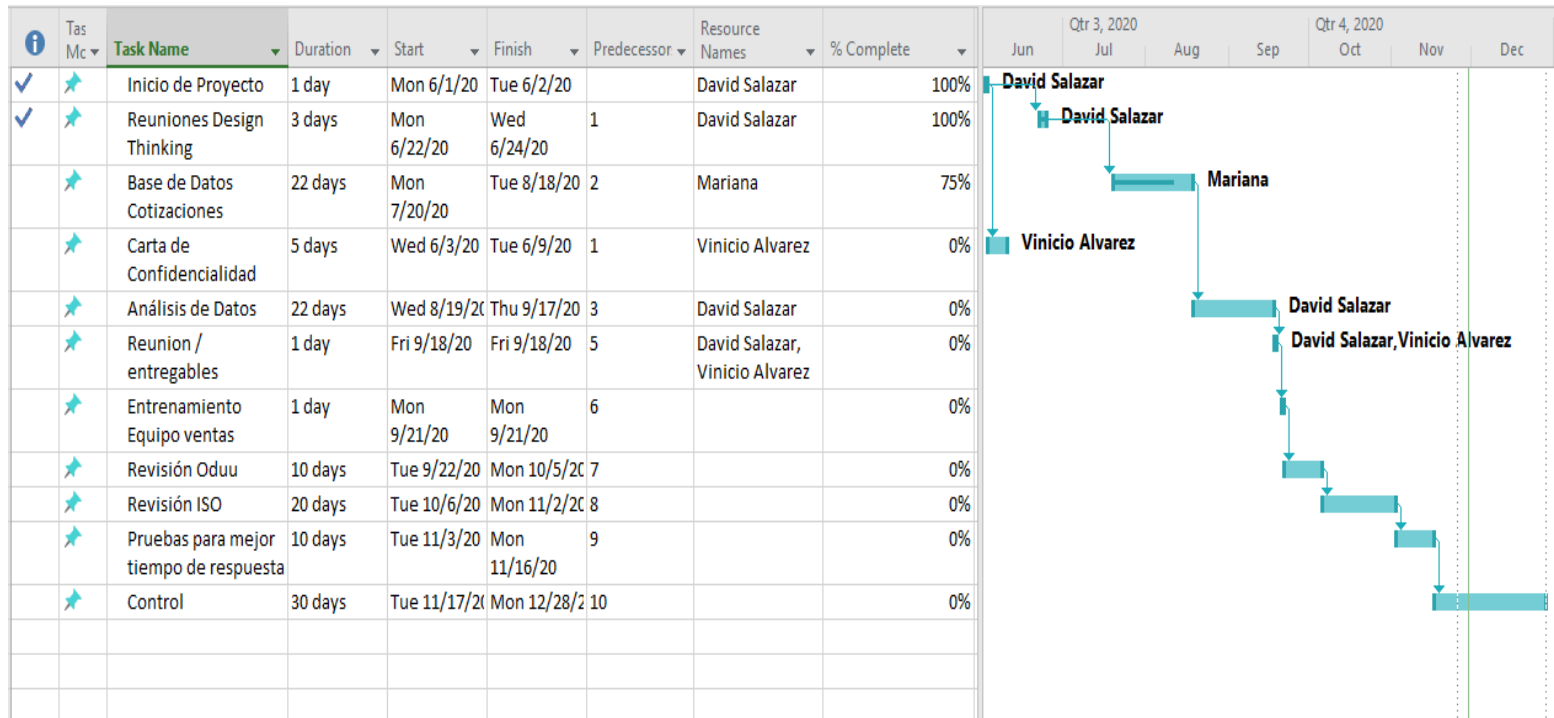 Qtr 3, 2020 Qtr 4, 2020
Tas Resource
Mc Task Name Duration Start Finish Predecessor Names % Complete Jun Jul Aug Sep Oct Nov Dec
Inicio de Proyecto 1 day Mon 6/1/20 Tue 6/2/20 David Salazar 100% David Salazar
Reuniones Design 3 days Mon Wed 1 David Salazar 100% David Salazar
Thinking 6/22/20 6/24/20
Base de Datos 22 days Mon Tue 8/18/20 2 Mariana 75% Mariana
Cotizaciones 7/20/20
Carta de 5 days Wed 6/3/20 Tue 6/9/20 1 Vinicio Alvarez 0% Vinicio Alvarez
Confidencialidad
Análisis de Datos 22 days Wed 8/19/20 Thu 9/17/20 3 David Salazar 0% David Salazar
Reunion / 1 day Fri 9/18/20 Fri 9/18/20 5 David Salazar, 0% David Salazar,Vinicio Alvarez
entregables Vinicio Alvarez
Entrenamiento 1 day Mon Mon 6 0%
Equipo ventas 9/21/20 9/21/20
Revisión Oduu 10 days Tue 9/22/20 Mon 10/5/20 7 0%
Revisión ISO 20 days Tue 10/6/20 Mon 11/2/20 8 0%
Pruebas para mejor 10 days Tue 11/3/20 Mon 9 0%
tiempo de respuesta 11/16/20
Control 30 days Tue 11/17/20 Mon 12/28/2 10 0%